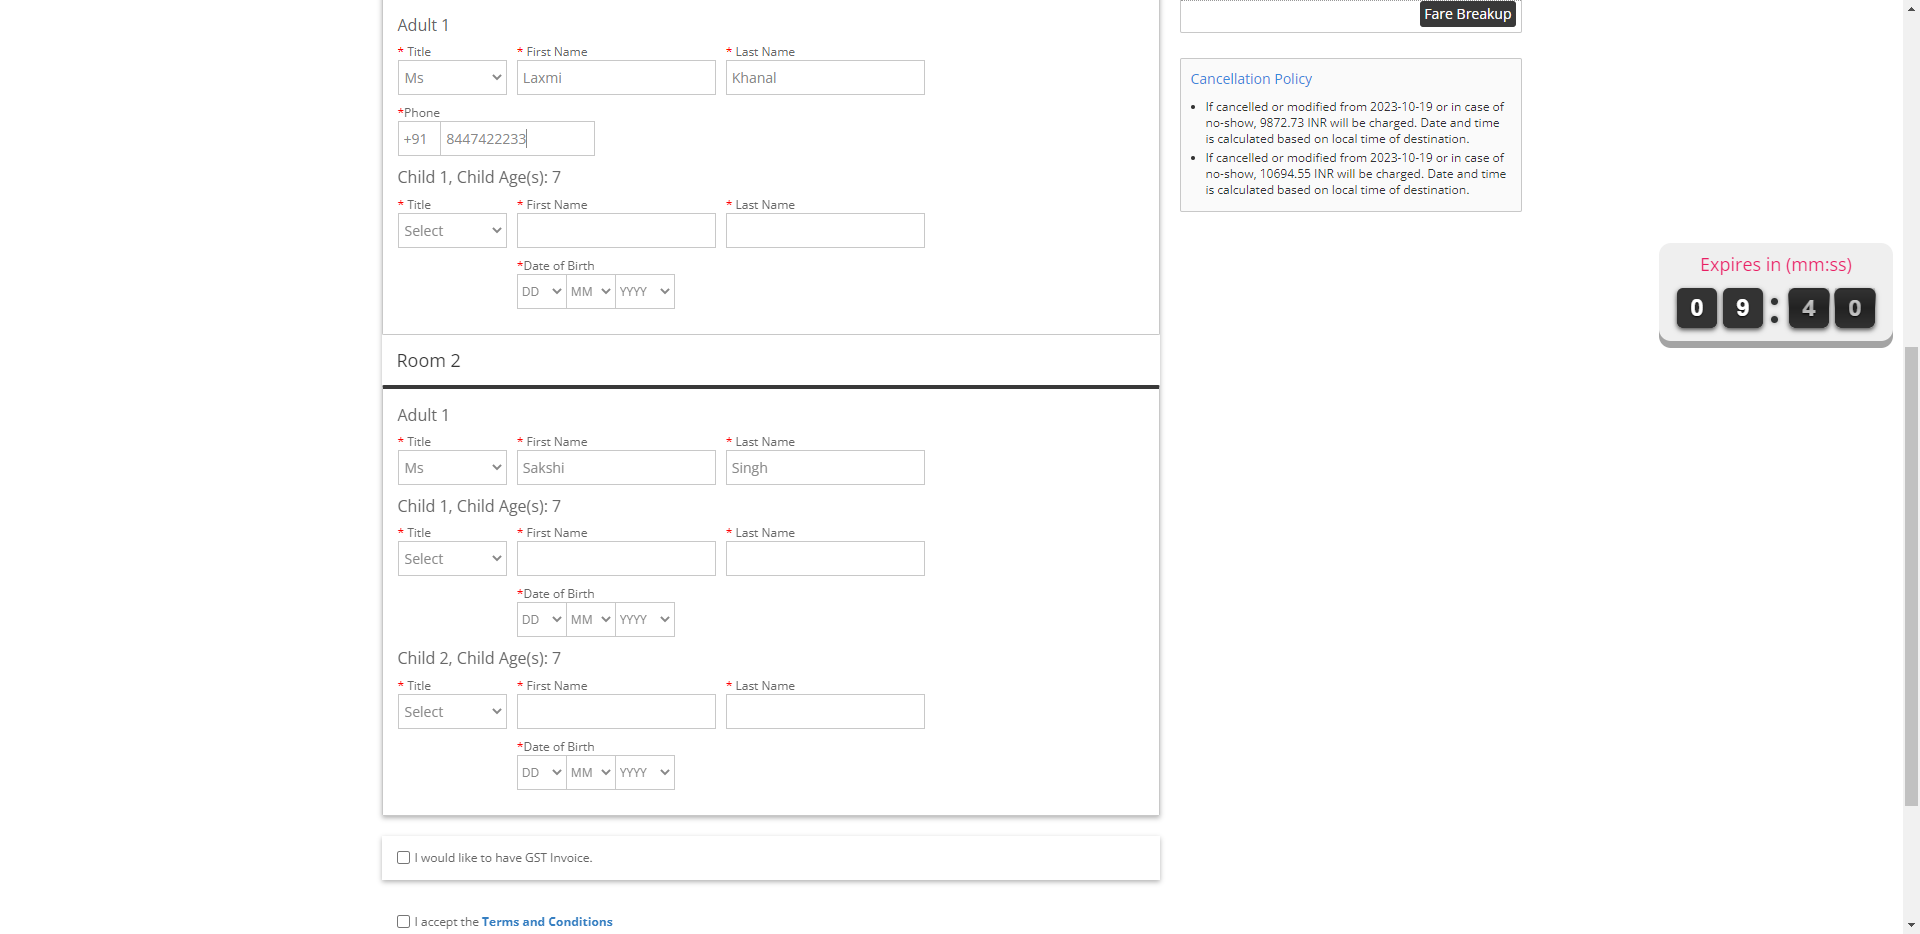 Adult 1
* Title * First Name * Last Name
Ms Laxmi Khanal
*Phone
+91 8447422233
Child 1, Child Age(s): 7
* Title * First Name * Last Name
Select
*Date of Birth
DD MM YYYY
Room 2
Adult 1
* Title * First Name * Last Name
Ms Sakshi Singh
Child 1, Child Age(s): 7
* Title * First Name * Last Name
Select
*Date of Birth
DD MM YYYY
Child 2, Child Age(s): 7
* Title * First Name * Last Name
Select
*Date of Birth
DD MM YYYY
I would like to have GST Invoice.
I accept the Terms and Conditions
Fare Breakup
Cancellation Policy
• If cancelled or modified from 2023-10-19 or in case of
no-show, 9872.73 INR will be charged. Date and time
is calculated based on local time of destination.
• If cancelled or modified from 2023-10-19 or in case of
no-show, 10694.55 INR will be charged. Date and time
is calculated based on local time of destination.
Expires in (mm:ss)
09:40